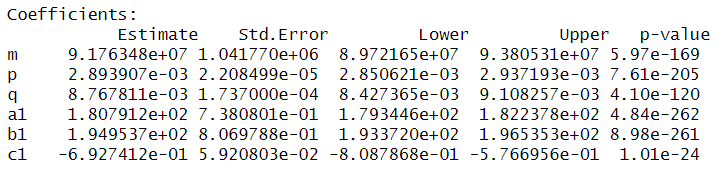 Coefficients:
Estimate Std.Error Lower Upper p-value
m 9.176348e+07 1.041770e+06 8.972165e+07 9.380531e+07 5.97e-169
p 2.893907e-03 2.208499e-05 2.850621e-03 2.937193e-03 7.61e-205
q 8.767811e-03 1.737000e-04 8.427365e-03 9.108257e-03 4.10e-120
a1 1.807912e+02 7.380801e-01 1.793446e+02 1.822378e+02 4.84e-262
b1 1.949537e+02 8.069788e-01 1.933720e+02 1.965353e+02 8.98e-261
c1 -6.927412e-01 5.920803e-02 -8.087868e-01 -5.766956e-01 1.01e-24